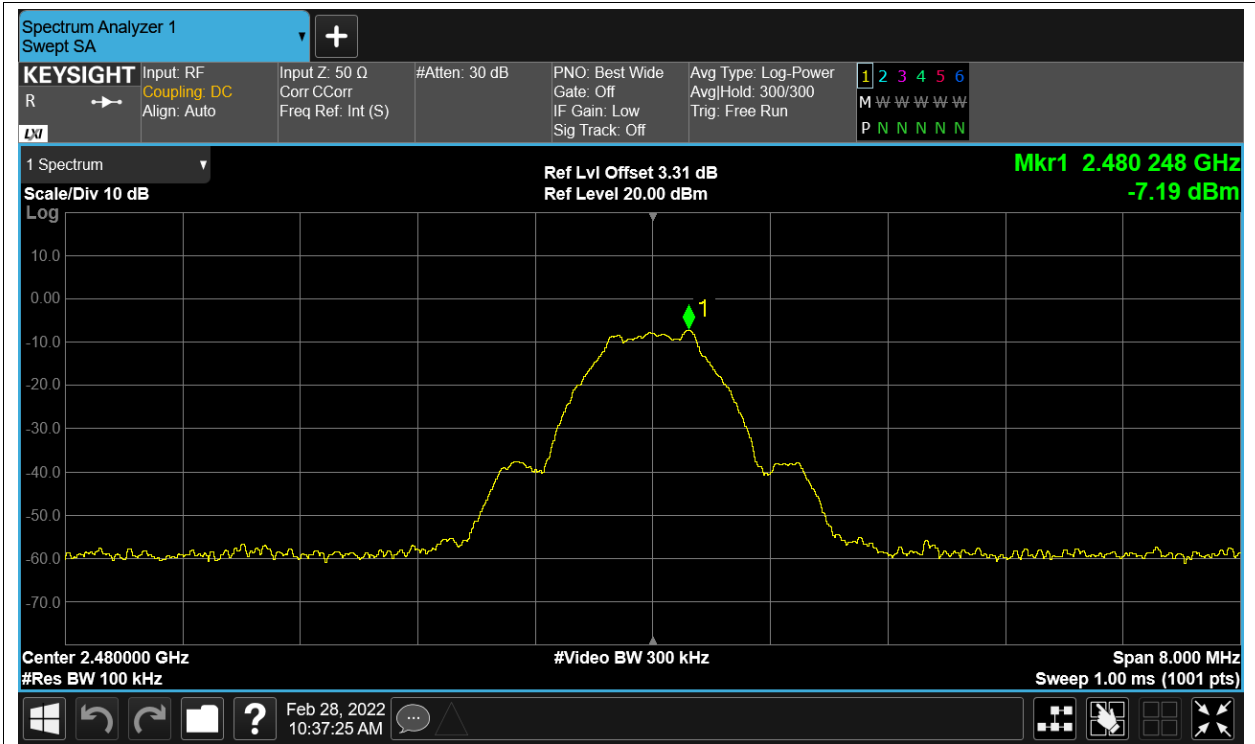 Spectrum Analyzer 1
Swept SA
KEYSIGHT
R
LXI
Input: RF
Coupling: DC
Align: Auto
Input Z: 50 Ω
Corr CCorr
Freq Ref: Int (S)
#Atten: 30 dB
PNO: Best Wide
Gate: Off
IF Gain: Low
Sig Track: Off
Avg Type: Log-Power
Avg|Hold: 300/300
Trig: Free Run
1 2 3 4 5 6
M W W W W W
P N N N N N
1 Spectrum
Scale/Div 10 dB
Log
Ref Lvl Offset 3.31 dB
Ref Level 20.00 dBm
Mkr1 2.480 248 GHz
-7.19 dBm
10.0
0.00
-10.0
-20.0
-30.0
-40.0
-50.0
-60.0
-70.0
1
Center 2.480000 GHz
#Res BW 100 kHz
#Video BW 300 kHz
Span 8.000 MHz
Sweep 1.00 ms (1001 pts)
?
Feb 28, 2022
10:37:25 AM